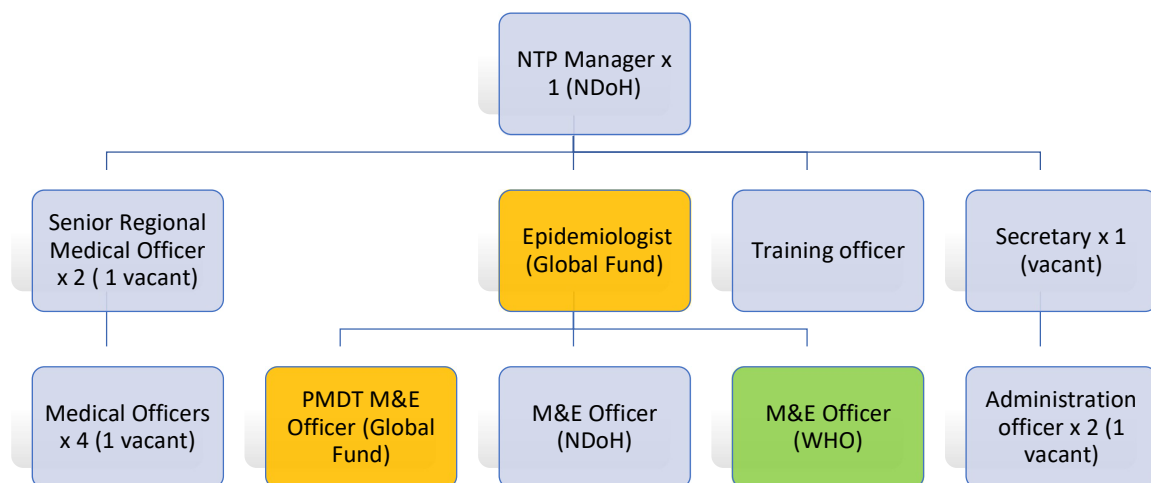 NTP Manager x
1 (NDoH)
Senior Regional
Medical Officer
x 2 ( 1 vacant)
Epidemiologist
(Global Fund)
Training officer
Secretary x 1
(vacant)
Medical Officers
x 4 (1 vacant)
PMDT M&E
Officer (Global
Fund)
M&E Officer
(NDoH)
M&E Officer
(WHO)
Administration
officer x 2 (1
vacant)